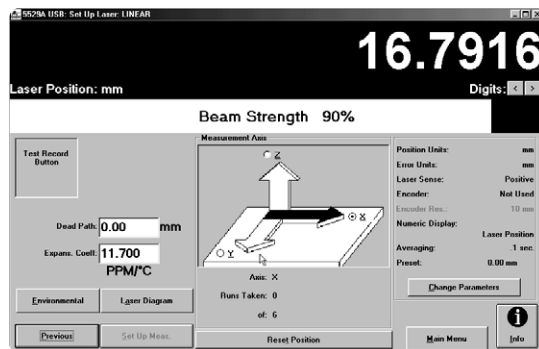 5529A USB: Set Up Laser: LINEAR
16.7916
Laser Position: mm
Digits: < >
Beam Strength 90%
Test Record
Button
Dead Path: 0.00 mm
Expans. Coeff: 11.700
PPM/°C
Environmental
Laser Diagram
Previous
Set Up Meas.
Measurement Axis
Z
X
Y
Axis: X
Runs Taken: 0
of: 6
Reset Position
Position Units: mm
Error Units: mm
Laser Sense: Positive
Encoder: Not Used
Encoder Res.: 10 mm
Numeric Display:
Laser Position
Averaging: .1 sec.
Preset: 0.00 mm
Change Parameters
Main Menu
Info